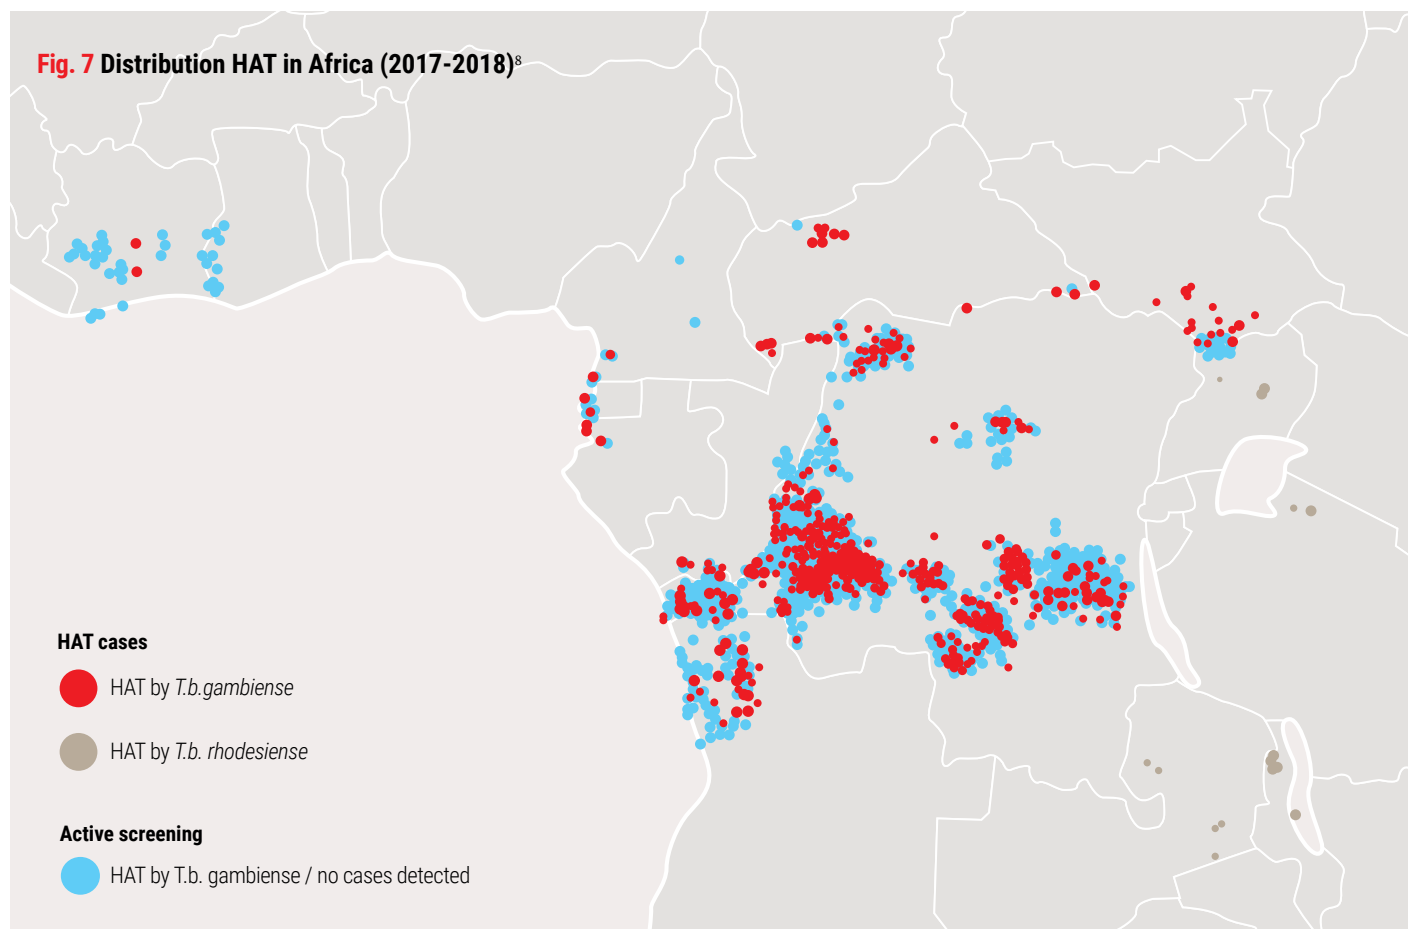 Fig. 7 Distribution HAT in Africa (2017-2018)⁸
HAT cases
HAT by T.b.gambiense
HAT by T.b. rhodesiense
Active screening
HAT by T.b. gambiense / no cases detected